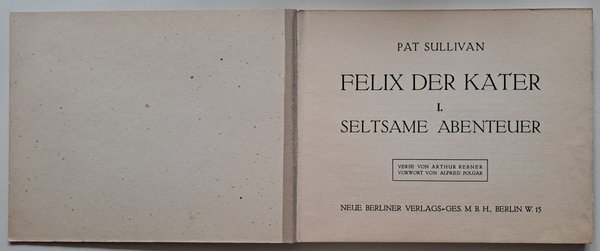 PAT SULLIVAN
FELIX DER KATER
I.
SELTSAME ABENTEUER
VERSE VON ARTHUR REBNER
VORWORT VON ALFRED POLGAR
NEUE BERLINER VERLAGS-GES. M. B. H., BERLIN W. 15